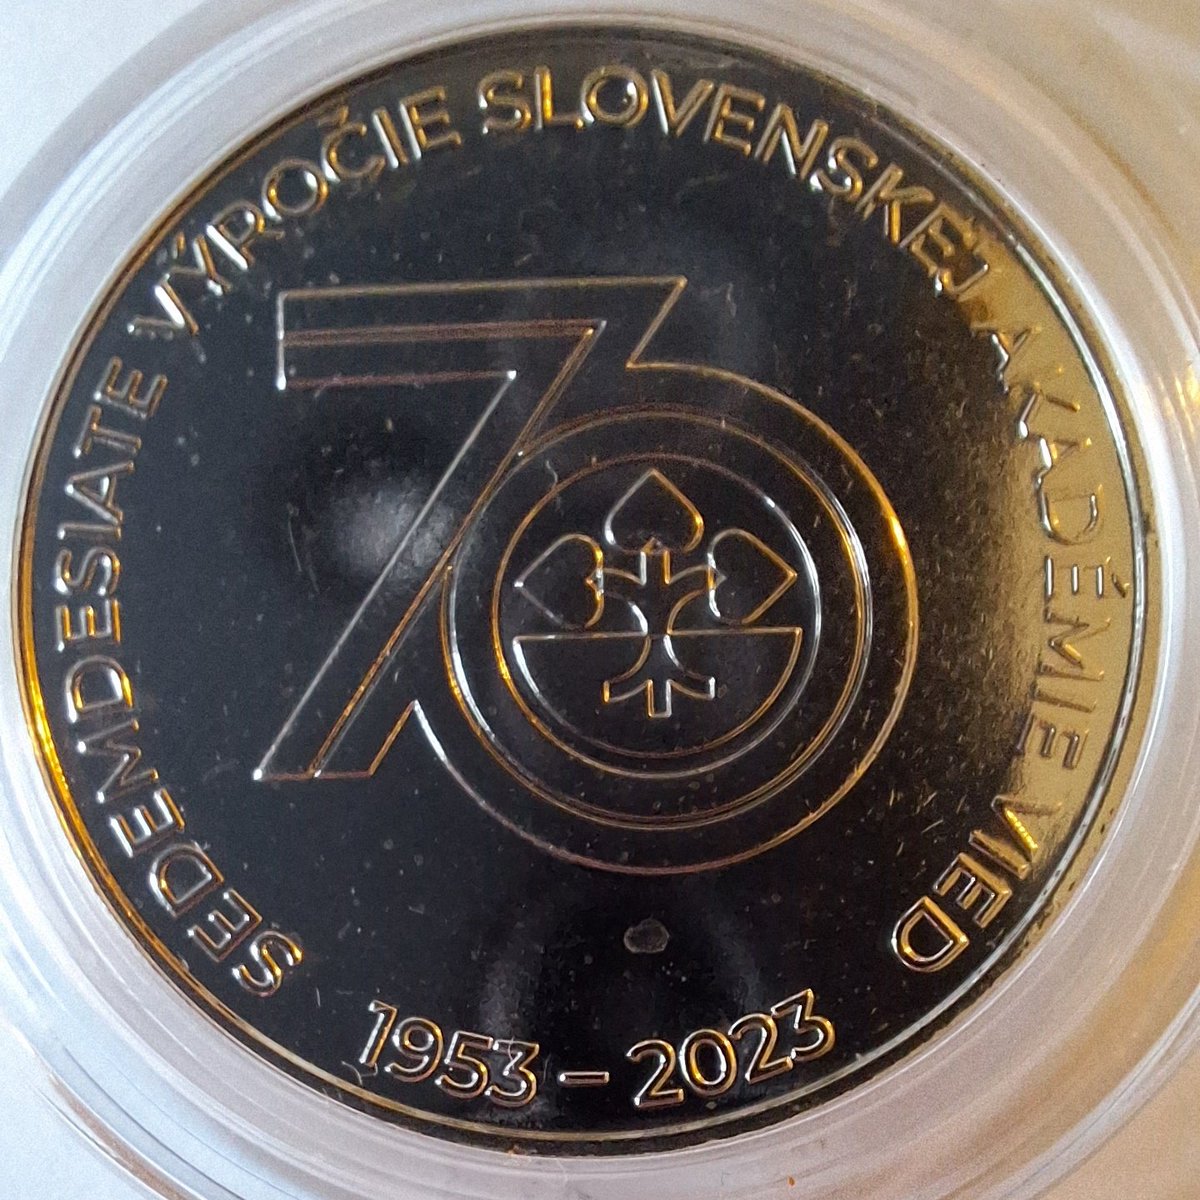 SEDEMDESIATE VÝROČIE SLOVENSKEJ AKADÉMIE VIED
70
1953 – 2023